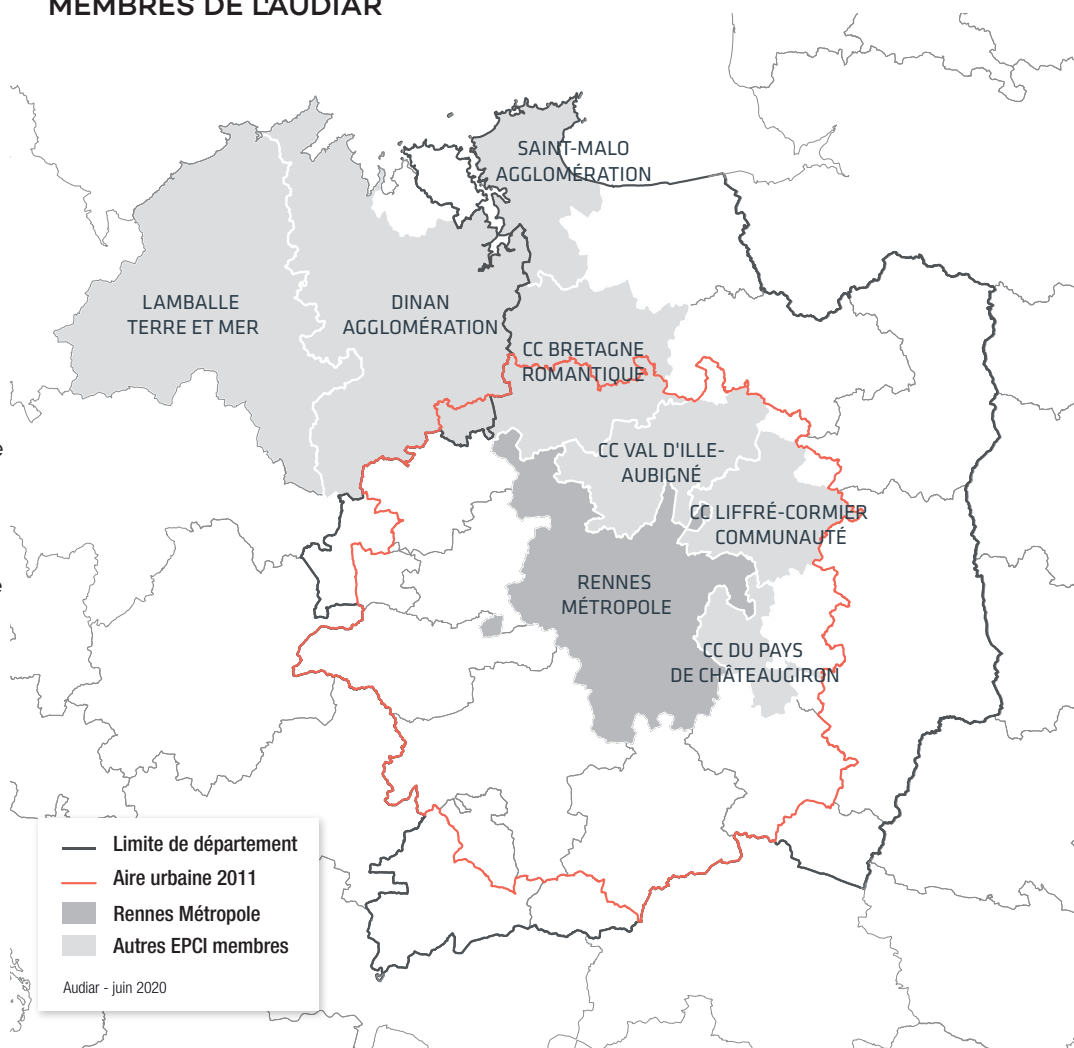 MEMBRES DE L'AUDIAR
SAINT-MALO
AGGLOMÉRATION
LAMBALLE
TERRE ET MER
DINAN
AGGLOMÉRATION
CC BRETAGNE
ROMANTIQUE
CC VAL D'ILLE-
AUBIGNÉ
CC LIFFRÉ-CORMIER
COMMUNAUTÉ
RENNES
MÉTROPOLE
CC DU PAYS
DE CHÂTEAUGIRON
Limite de département
Aire urbaine 2011
Rennes Métropole
Autres EPCI membres
Audiar - juin 2020